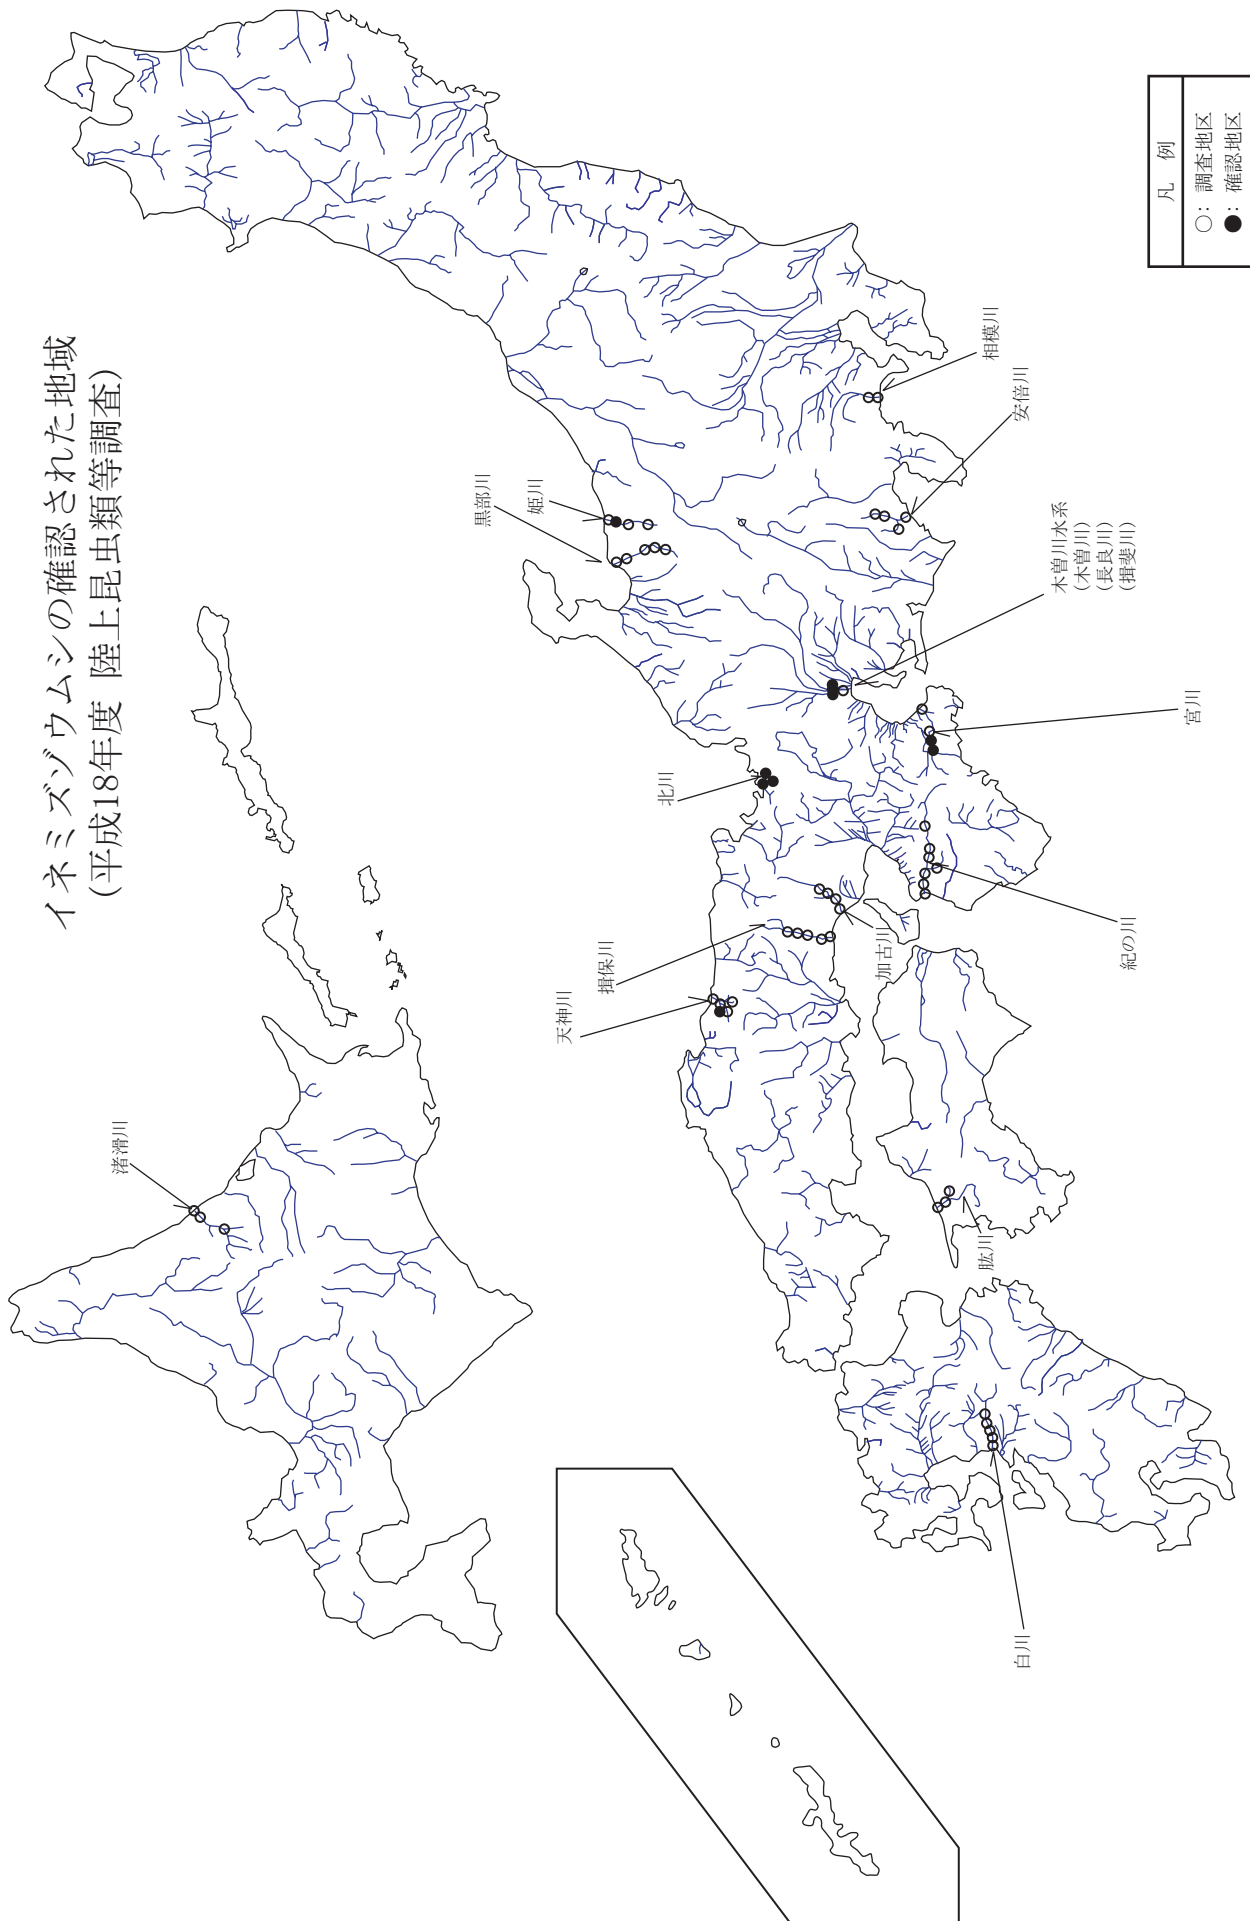 イネミズゾウムシの確認された地域
（平成18年度 陸上昆虫類等調査）
渚滑川
黒部川
姫川
相模川
安倍川
木曽川水系
（木曽川）
（長良川）
（揖斐川）
宮川
北川
紀の川
加古川
揖保川
天神川
肱川
白川
凡 例
○：調査地区
●：確認地区